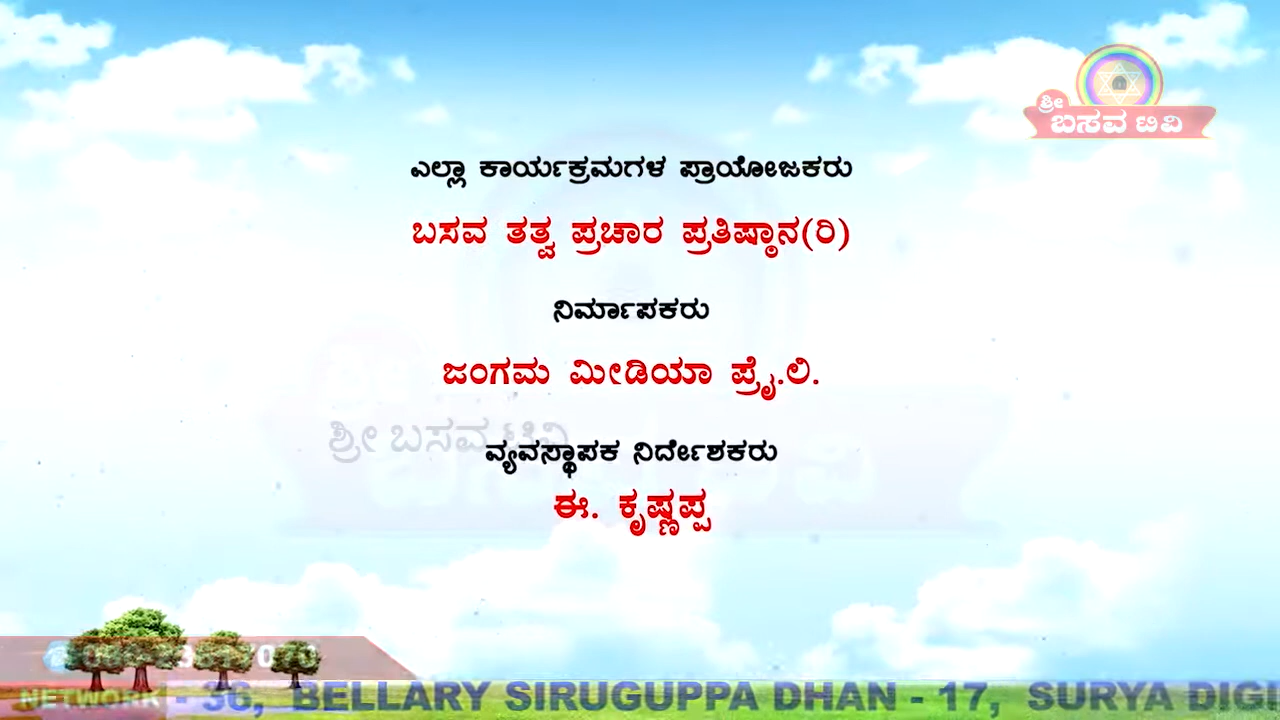 ಶ್ರೀ
ಬಸವ ಟಿವಿ
ಎಲ್ಲಾ ಕಾರ್ಯಕ್ರಮಗಳ ಪ್ರಾಯೋಜಕರು
ಬಸವ ತತ್ವ ಪ್ರಚಾರ ಪ್ರತಿಷ್ಠಾನ(ರಿ)
ನಿರ್ಮಾಪಕರು
ಜಂಗಮ ಮೀಡಿಯಾ ಪ್ರೈ.ಲಿ.
ಶ್ರೀ ಬಸವ ಟಿವಿ
ವ್ಯವಸ್ಥಾಪಕ ನಿರ್ದೇಶಕರು
ಈ. ಕೃಷ್ಣಪ್ಪ
NETWORK - 36, BELLARY SIRUGUPPA DHAN - 17, SURYA DIGI